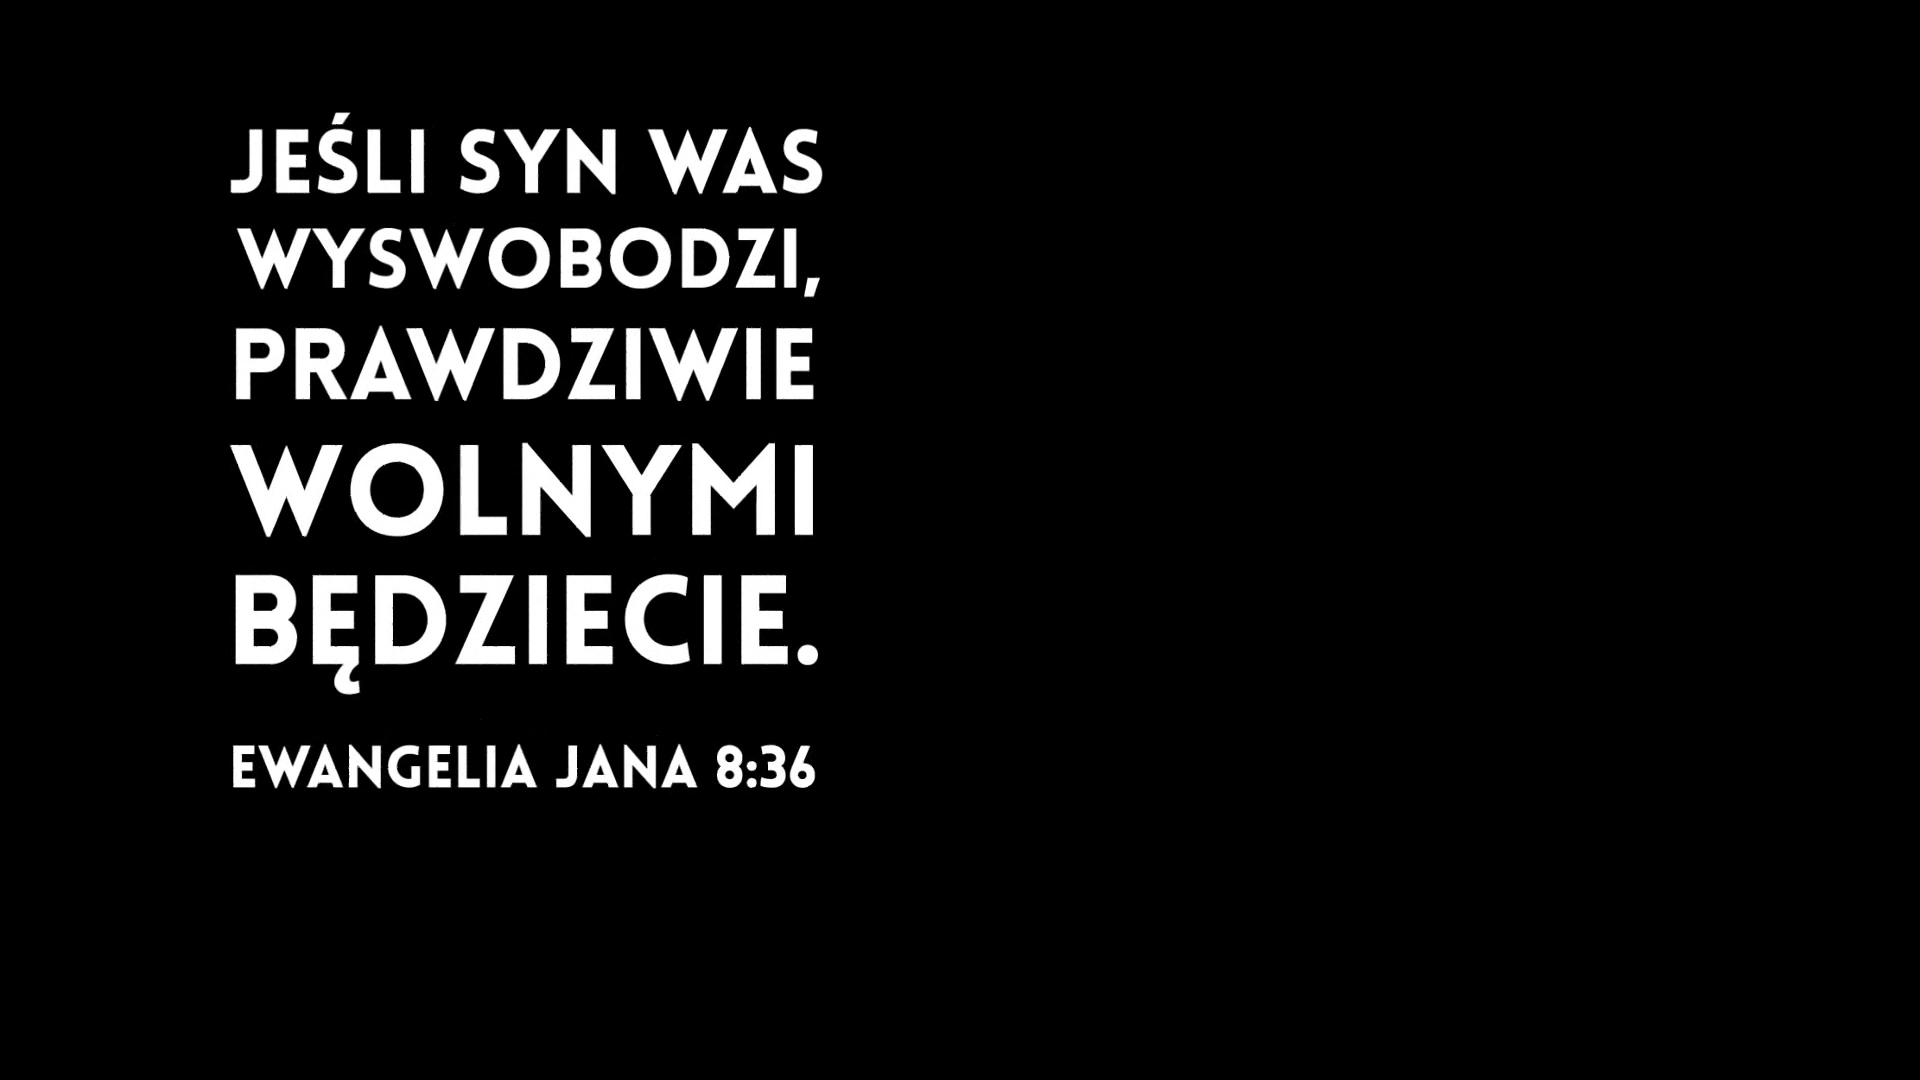 JEŚLI SYN WAS
WYSWOBODZI,
PRAWDZIWIE
WOLNYMI
BĘDZIECIE.
EWANGELIA JANA 8:36